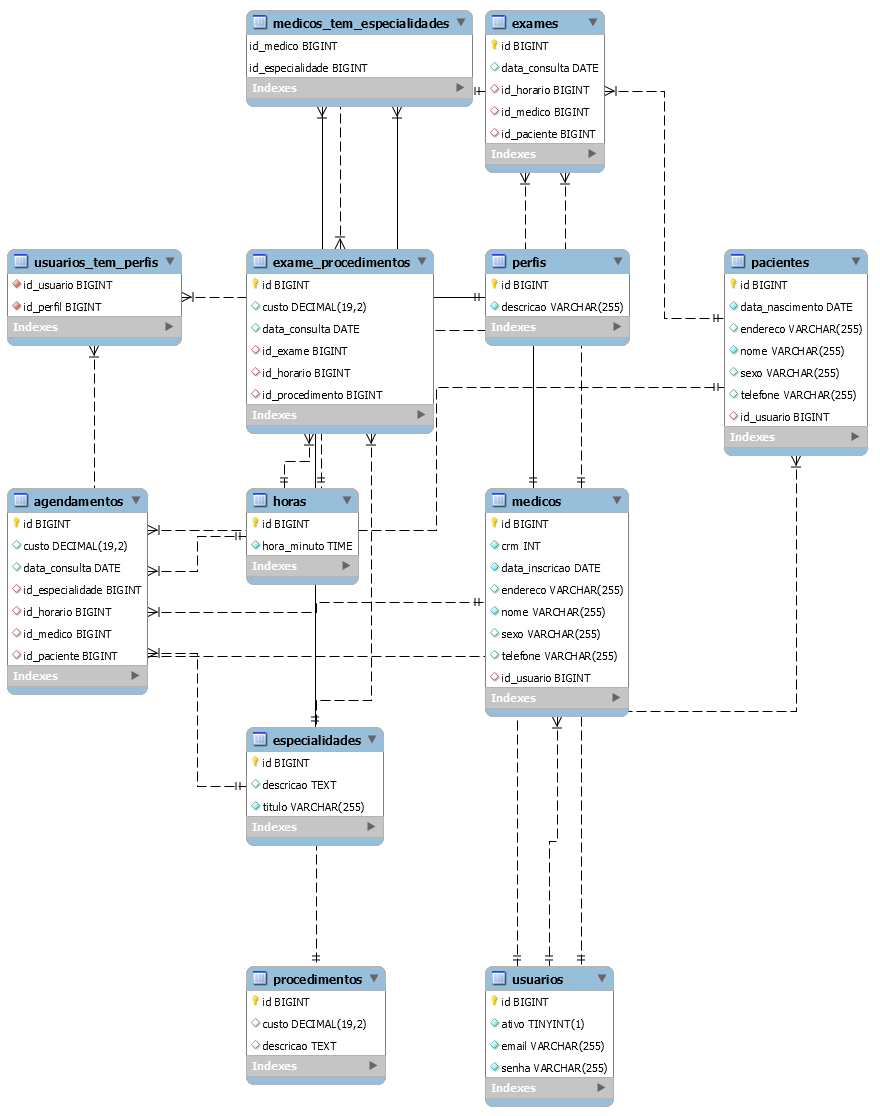 medicos_tem_especialidades
id_medico BIGINT
id_especialidade BIGINT
Indexes
exames
id BIGINT
data_consulta DATE
id_horario BIGINT
id_medico BIGINT
id_paciente BIGINT
Indexes
usuarios_tem_perfis
id_usuario BIGINT
id_perfil BIGINT
Indexes
exame_procedimentos
id BIGINT
custo DECIMAL(19,2)
data_consulta DATE
id_exame BIGINT
id_horario BIGINT
id_procedimento BIGINT
Indexes
perfis
id BIGINT
descricao VARCHAR(255)
Indexes
pacientes
id BIGINT
data_nascimento DATE
endereco VARCHAR(255)
nome VARCHAR(255)
sexo VARCHAR(255)
telefone VARCHAR(255)
id_usuario BIGINT
Indexes
agendamentos
id BIGINT
custo DECIMAL(19,2)
data_consulta DATE
id_especialidade BIGINT
id_horario BIGINT
id_medico BIGINT
id_paciente BIGINT
Indexes
horas
id BIGINT
hora_minuto TIME
Indexes
medicos
id BIGINT
crm INT
data_inscricao DATE
endereco VARCHAR(255)
nome VARCHAR(255)
sexo VARCHAR(255)
telefone VARCHAR(255)
id_usuario BIGINT
Indexes
especialidades
id BIGINT
descricao TEXT
titulo VARCHAR(255)
Indexes
procedimentos
id BIGINT
custo DECIMAL(19,2)
descricao TEXT
Indexes
usuarios
id BIGINT
ativo TINYINT(1)
email VARCHAR(255)
senha VARCHAR(255)
Indexes